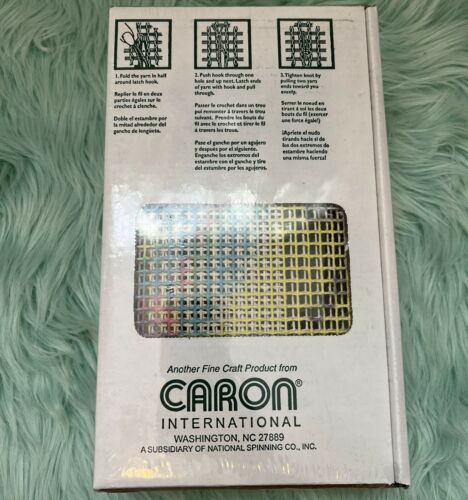 1. Fold the yarn in half
around latch hook.
Replier le fil en deux
parties égales sur le
crochet à clenche.
Doble el estambre por
la mitad alrededor del
gancho de lengüeta.
2. Push hook through one
hole and up next. Latch ends
of yarn with hook and pull
through.
Passer le crochet dans un trou
pui remonter à travers le trou
suivant. Prendre les bouts du
fil avec le crochet et tirer le fil
à travers les trous.
Pase el gancho por un agujero
y después por el siguiente.
Enganche los extremos del
estambre con el gancho y tire
del estambre por los agujeros.
3. Tighten knot by
pulling two yarn
ends toward you
evenly.
Serrer le noeud en
tirant à soi les deux
bouts du fil (exercer
une force égale!)
¡Apriete el nudo
tirando hacia sí de
los dos extremos de
estambre haciendo
una misma fuerza!
Another Fine Craft Product from
CARON®
INTERNATIONAL
WASHINGTON, NC 27889
A SUBSIDIARY OF NATIONAL SPINNING CO., INC.